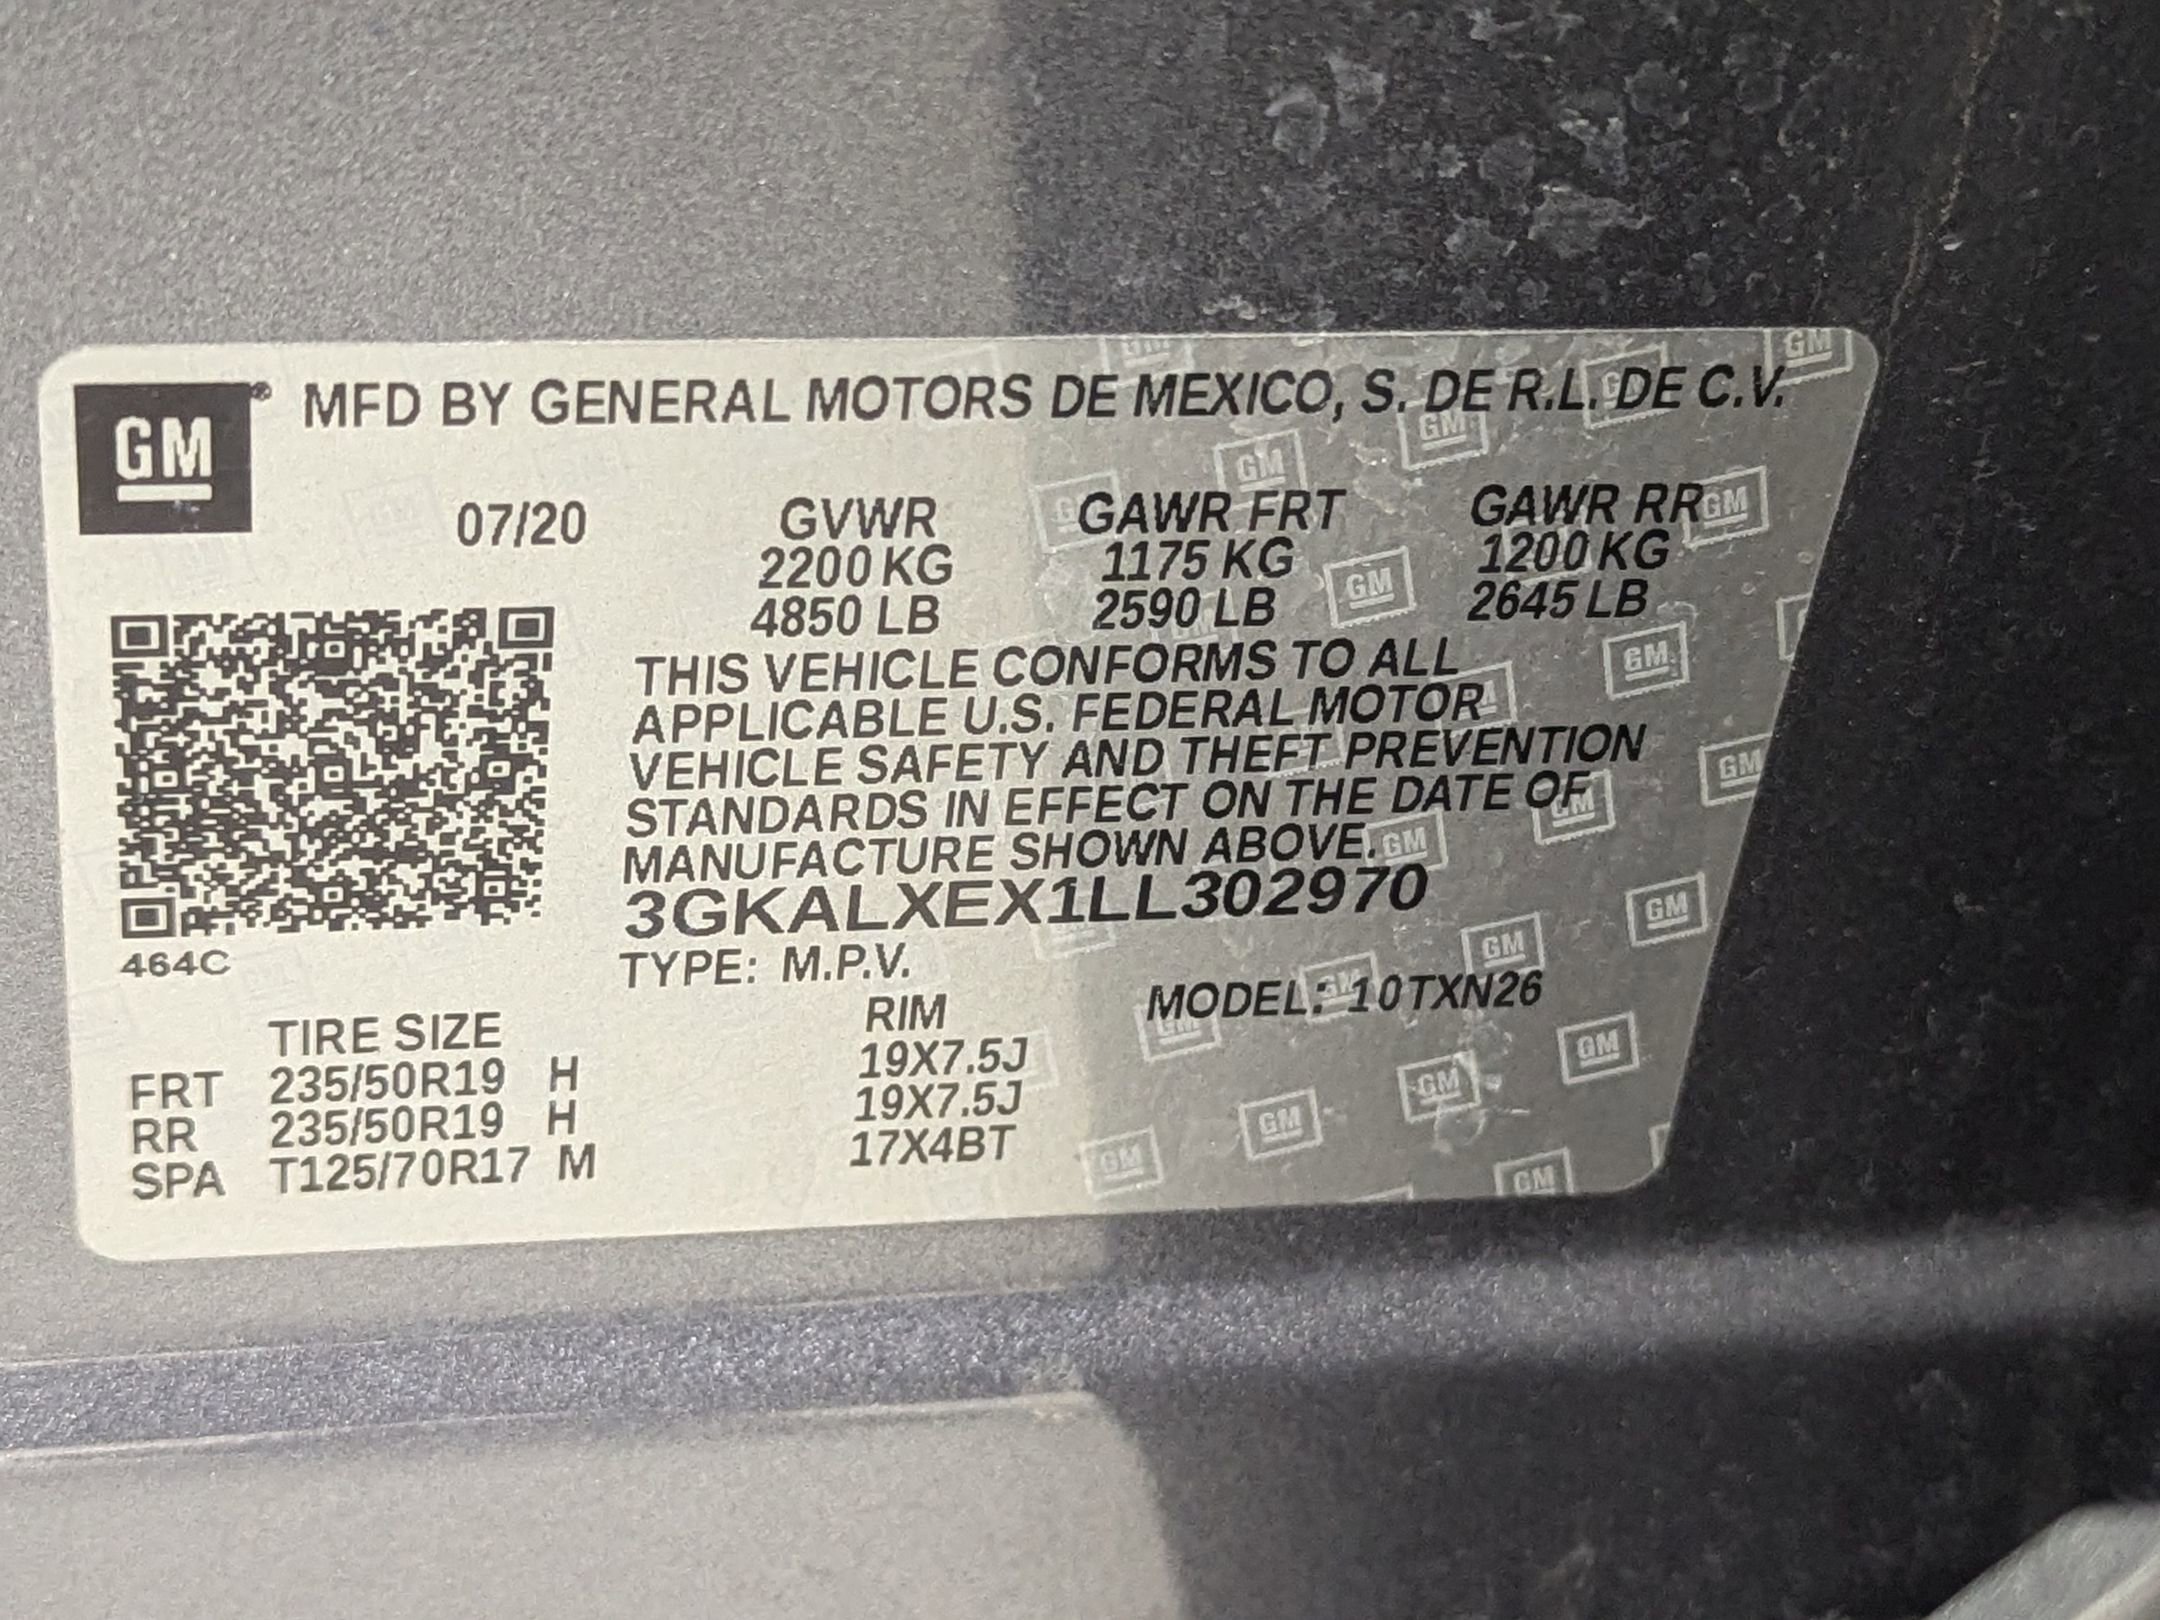 GM® MFD BY GENERAL MOTORS DE MEXICO, S. DE R.L. DE C.V.
07/20 GVWR GAWR FRT GAWR RR
2200 KG 1175 KG 1200 KG
4850 LB 2590 LB 2645 LB
THIS VEHICLE CONFORMS TO ALL
APPLICABLE U.S. FEDERAL MOTOR
VEHICLE SAFETY AND THEFT PREVENTION
STANDARDS IN EFFECT ON THE DATE OF
MANUFACTURE SHOWN ABOVE.
3GKALXEX1LL302970
464C
TYPE: M.P.V. MODEL: 10TXN26
TIRE SIZE RIM
FRT 235/50R19 H 19X7.5J
RR 235/50R19 H 19X7.5J
SPA T125/70R17 M 17X4BT